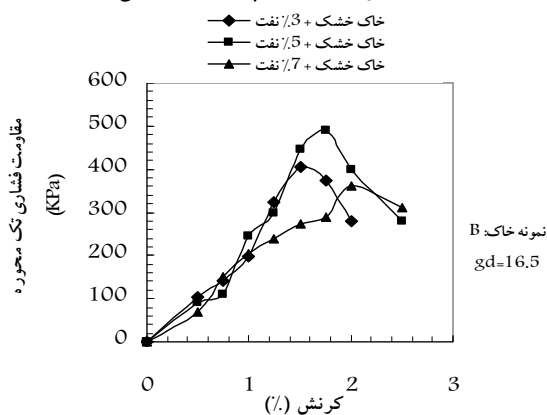 خاک خشک + 3٪ نفت
خاک خشک + 5٪ نفت
خاک خشک + 7٪ نفت
600
500
400
300
200
100
0
مقاومت فشاری تک محوره
(KPa)
0
1
2
3
کرنش (٪)
نمونه خاک: B
gd=16.5